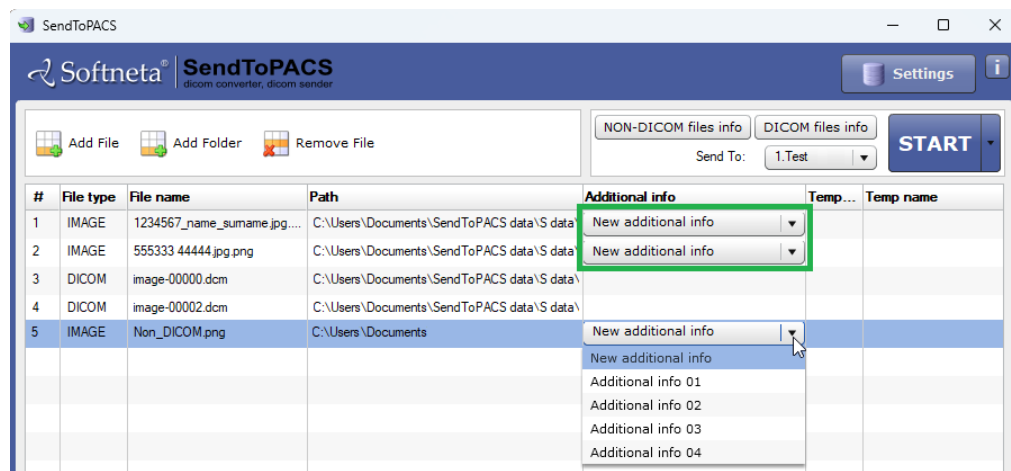 SendToPACS
Softneta® SendToPACS
dicom converter, dicom sender
Settings
i
Add File Add Folder Remove File
NON-DICOM files info DICOM files info
Send To: 1.Test
START
# File type File name Path Additional info Temp... Temp name
1 IMAGE 1234567_name_surname.jpg.... C:\Users\Documents\SendToPACS data\S data\ New additional info
2 IMAGE 555333 44444.jpg.png C:\Users\Documents\SendToPACS data\S data\ New additional info
3 DICOM image-00000.dcm C:\Users\Documents\SendToPACS data\S data\
4 DICOM image-00002.dcm C:\Users\Documents\SendToPACS data\S data\
5 IMAGE Non_DICOM.png C:\Users\Documents New additional info
New additional info
Additional info 01
Additional info 02
Additional info 03
Additional info 04